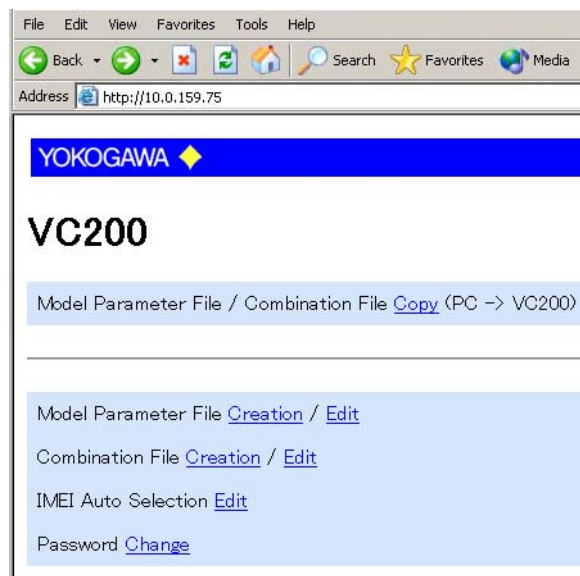 File Edit View Favorites Tools Help
Back Search Favorites Media
Address http://10.0.159.75
YOKOGAWA
VC200
Model Parameter File / Combination File Copy (PC -> VC200)
Model Parameter File Creation / Edit
Combination File Creation / Edit
IMEI Auto Selection Edit
Password Change